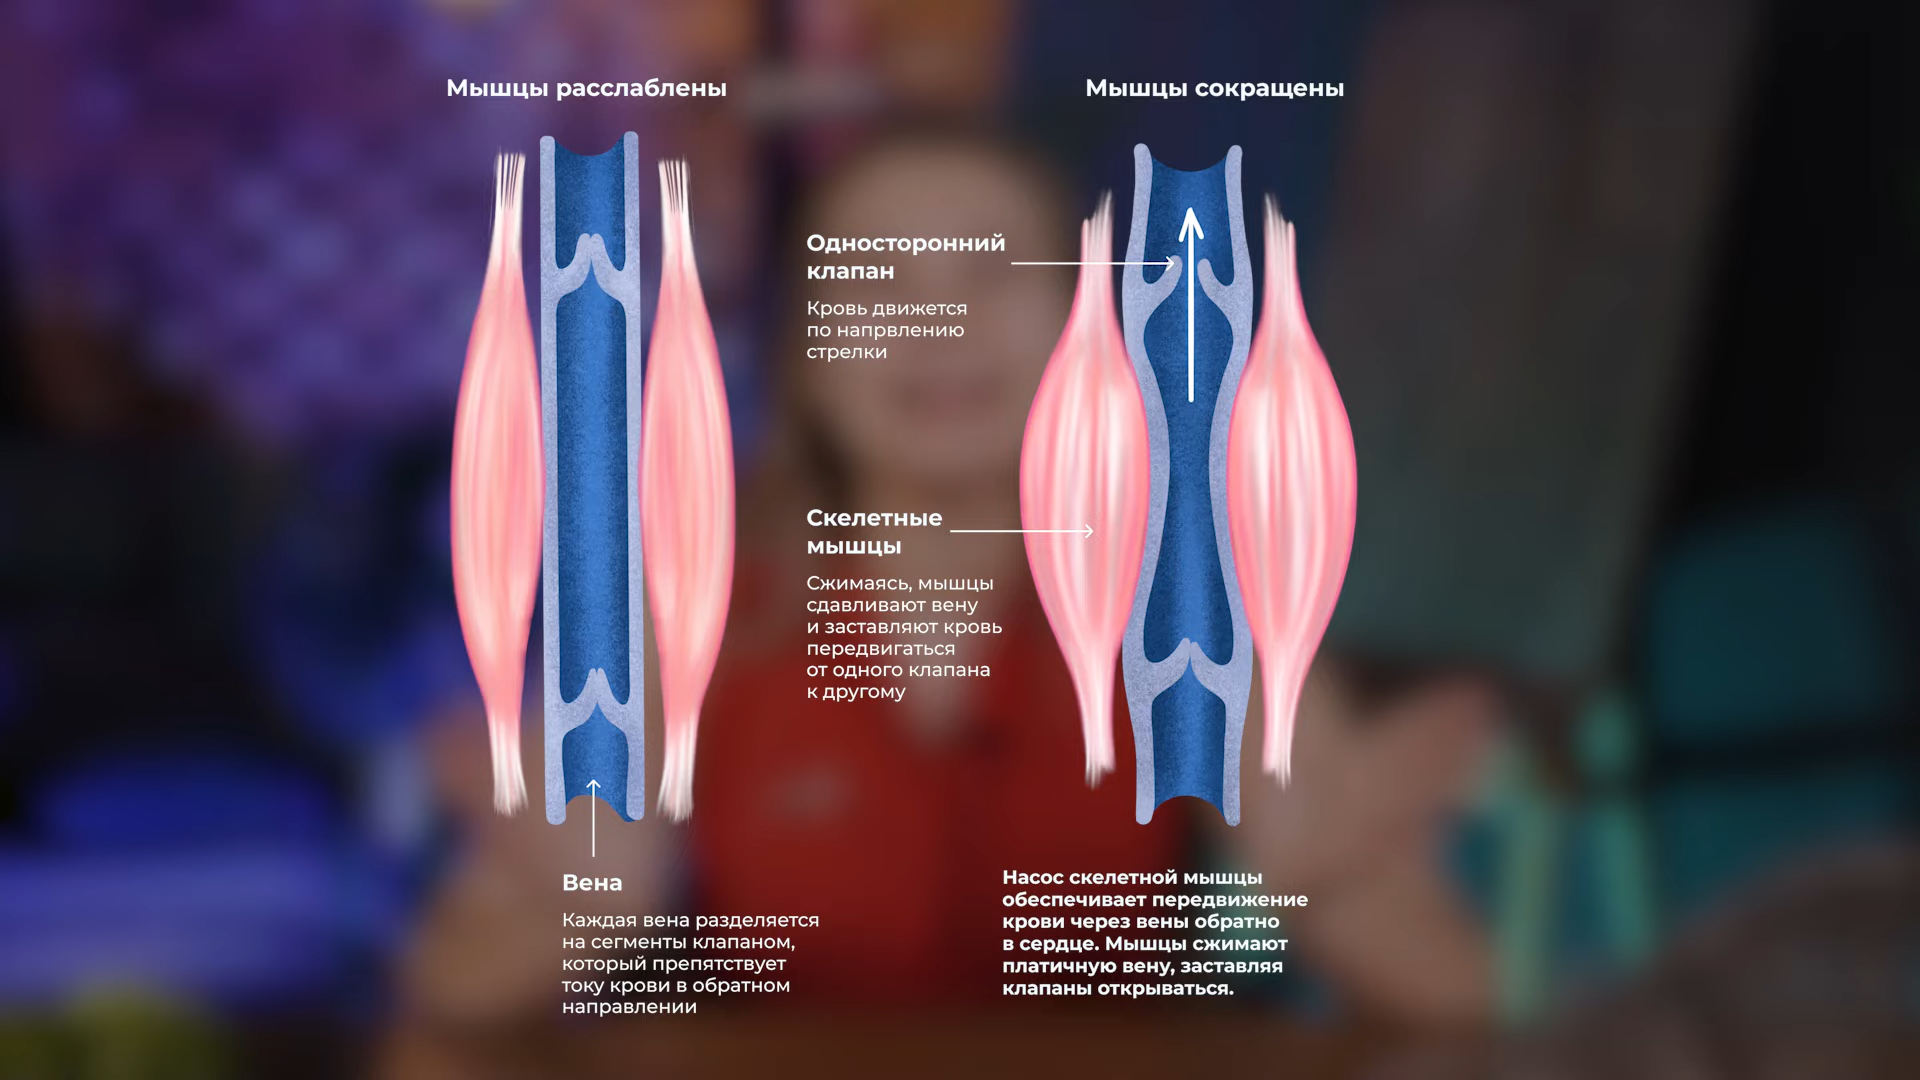 Мышцы расслаблены
Мышцы сокращены
Односторонний
клапан
Кровь движется
по напрвлению
стрелки
Скелетные
мышцы
Сжимаясь, мышцы
сдавливают вену
и заставляют кровь
передвигаться
от одного клапана
к другому
Вена
Каждая вена разделяется
на сегменты клапаном,
который препятствует
току крови в обратном
направлении
Насос скелетной мышцы
обеспечивает передвижение
крови через вены обратно
в сердце. Мышцы сжимают
платичную вену, заставляя
клапаны открываться.